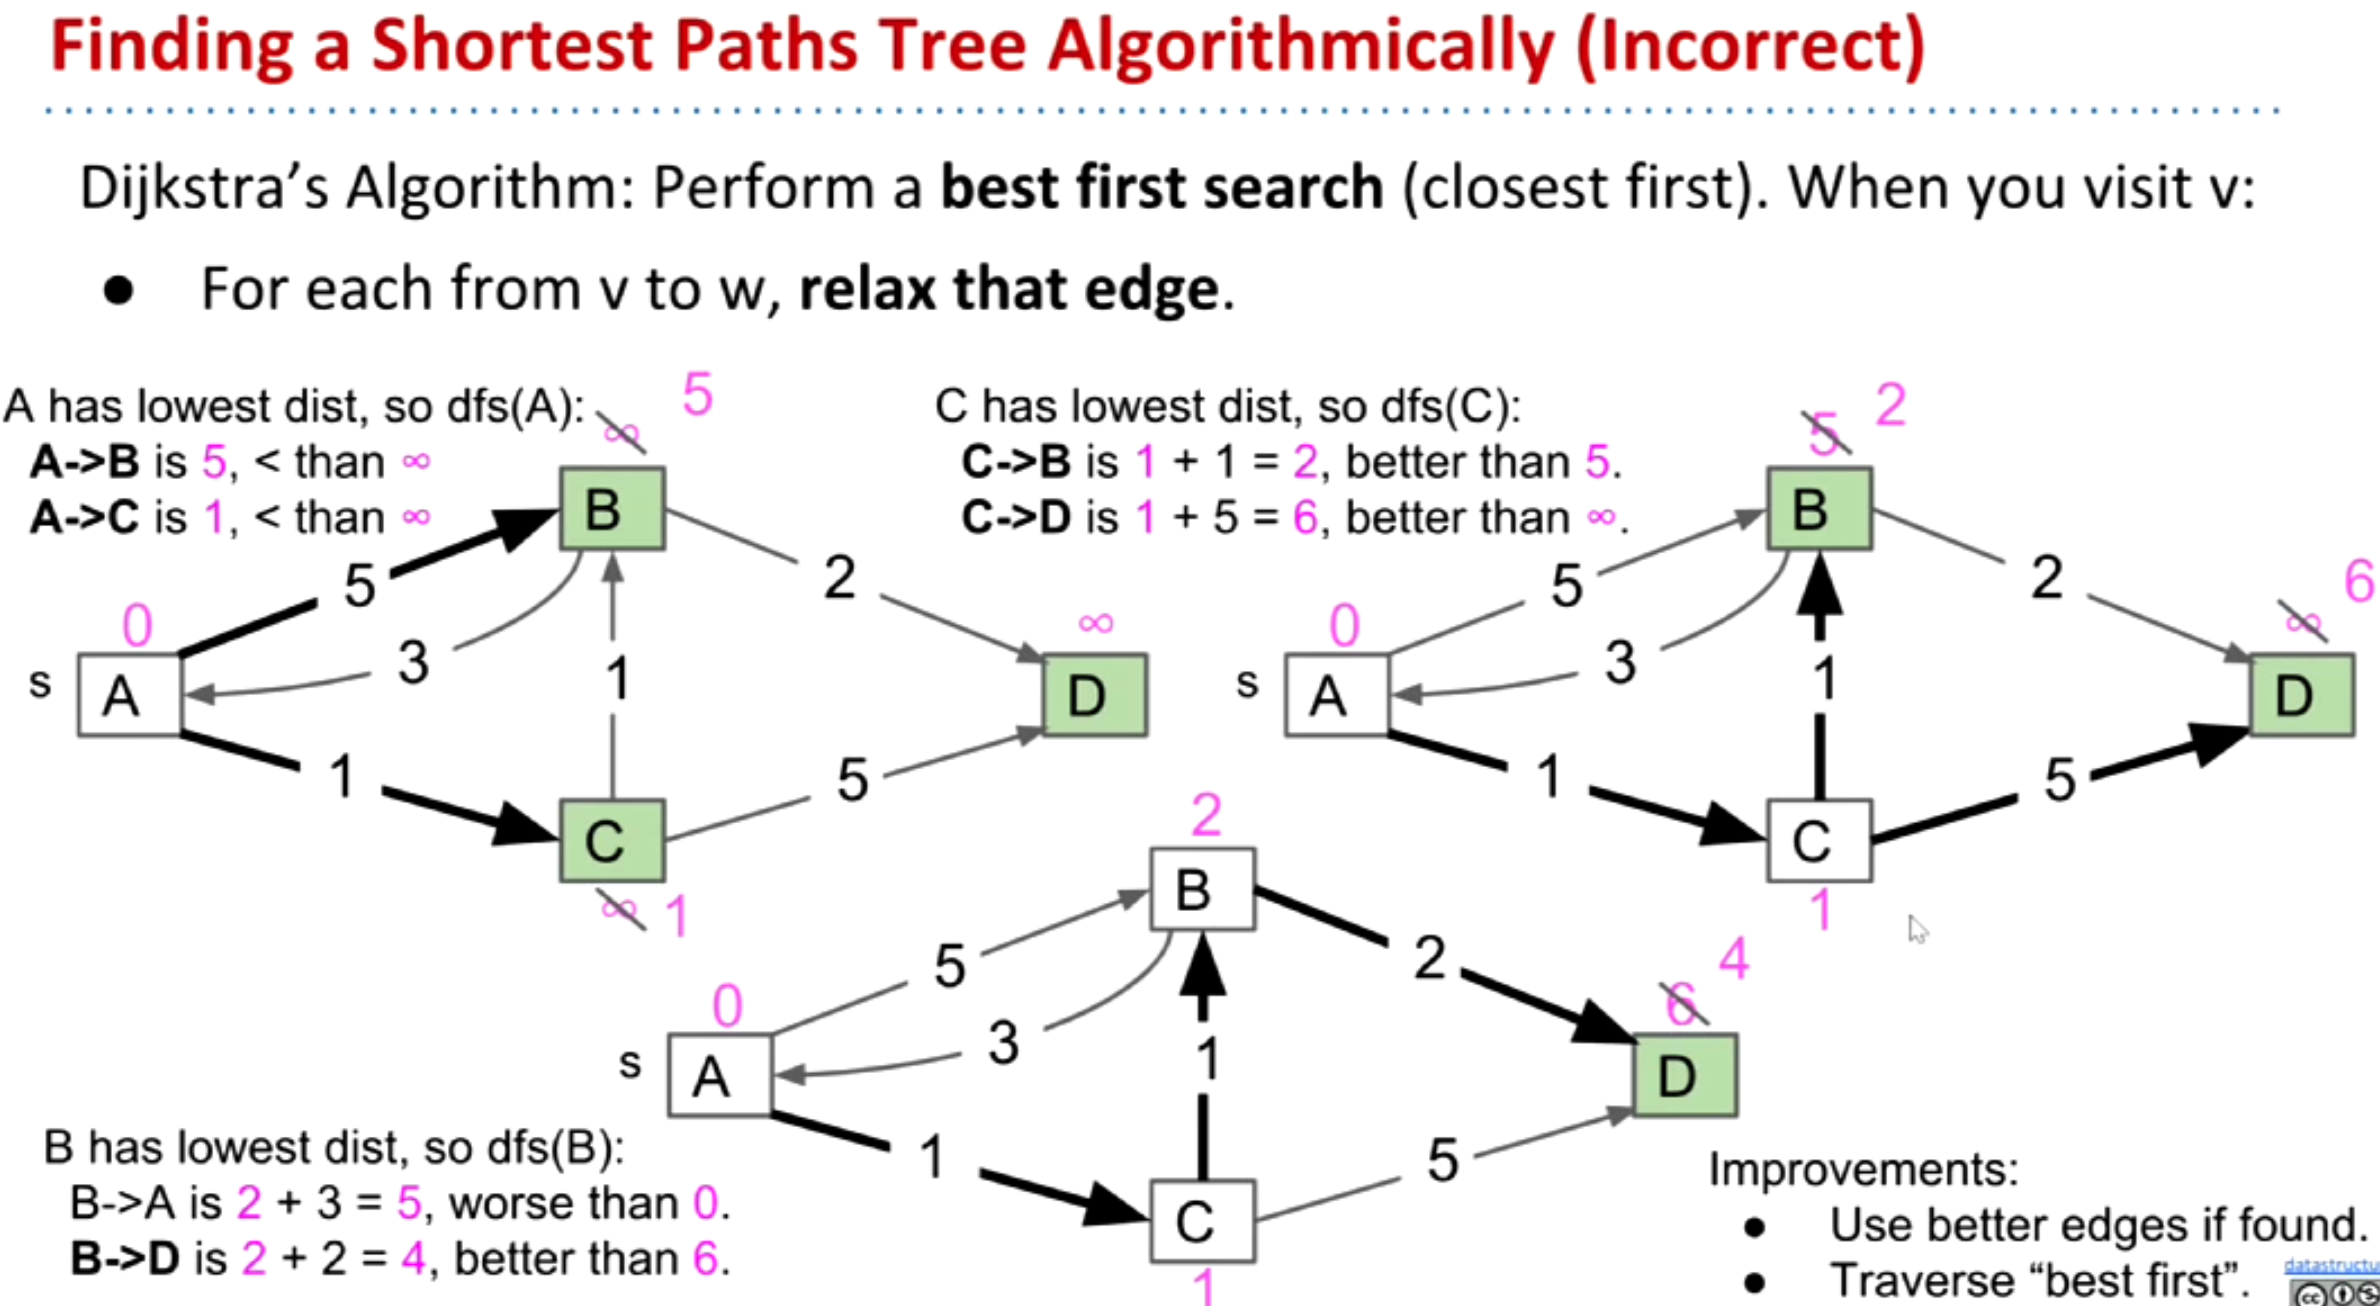 Finding a Shortest Paths Tree Algorithmically (Incorrect)
Dijkstra’s Algorithm: Perform a best first search (closest first). When you visit v:
● For each from v to w, relax that edge.
A has lowest dist, so dfs(A):
A->B is 5, < than ∞
A->C is 1, < than ∞
∞ 5
B
5
2
0
3
1
∞
s
A
D
1
5
C
∞ 1
C has lowest dist, so dfs(C):
C->B is 1 + 1 = 2, better than 5.
C->D is 1 + 5 = 6, better than ∞.
5 2
B
5
2
∞ 6
0
3
1
s
A
D
1
5
C
1
2
B
5
2
6 4
0
3
1
s
A
D
1
5
C
1
B has lowest dist, so dfs(B):
B->A is 2 + 3 = 5, worse than 0.
B->D is 2 + 2 = 4, better than 6.
Improvements:
● Use better edges if found.
● Traverse “best first”.
datastructu
cc